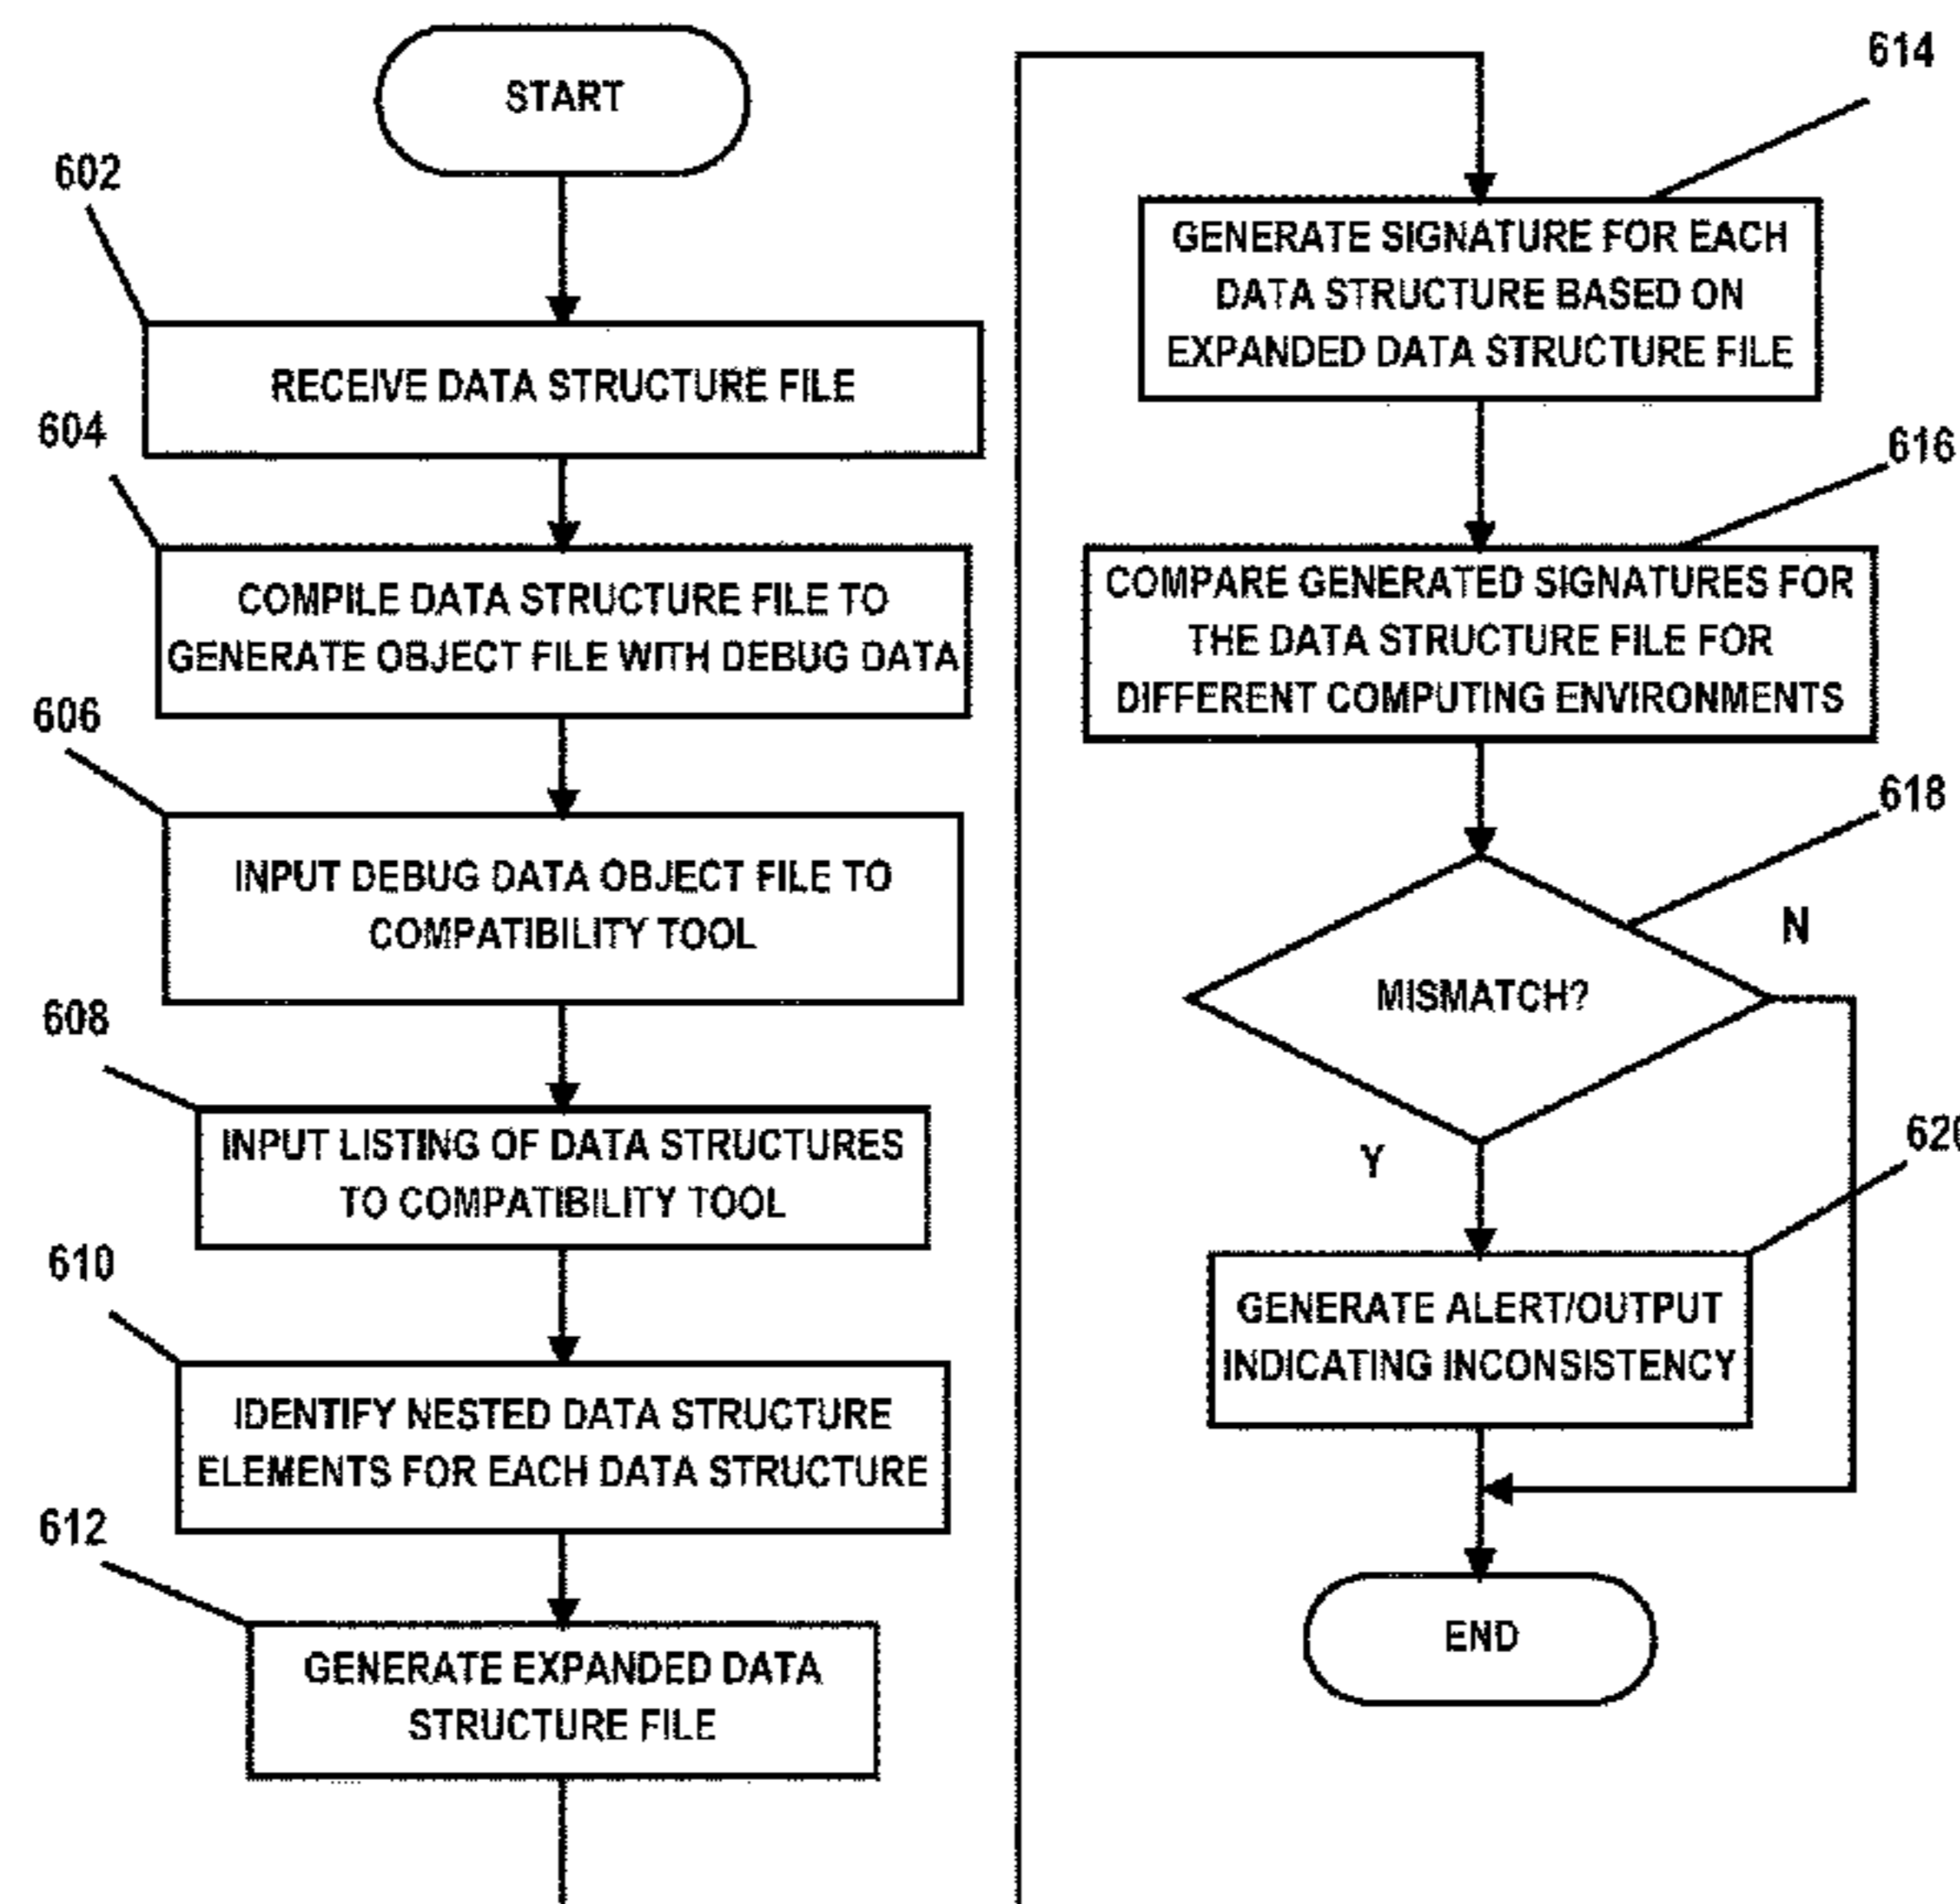 START
602
RECEIVE DATA STRUCTURE FILE
604
COMPILE DATA STRUCTURE FILE TO
GENERATE OBJECT FILE WITH DEBUG DATA
606
INPUT DEBUG DATA OBJECT FILE TO
COMPATIBILITY TOOL
608
INPUT LISTING OF DATA STRUCTURES
TO COMPATIBILITY TOOL
610
IDENTIFY NESTED DATA STRUCTURE
ELEMENTS FOR EACH DATA STRUCTURE
612
GENERATE EXPANDED DATA
STRUCTURE FILE
614
GENERATE SIGNATURE FOR EACH
DATA STRUCTURE BASED ON
EXPANDED DATA STRUCTURE FILE
616
COMPARE GENERATED SIGNATURES FOR
THE DATA STRUCTURE FILE FOR
DIFFERENT COMPUTING ENVIRONMENTS
618
N
MISMATCH?
Y
620
GENERATE ALERT/OUTPUT
INDICATING INCONSISTENCY
END